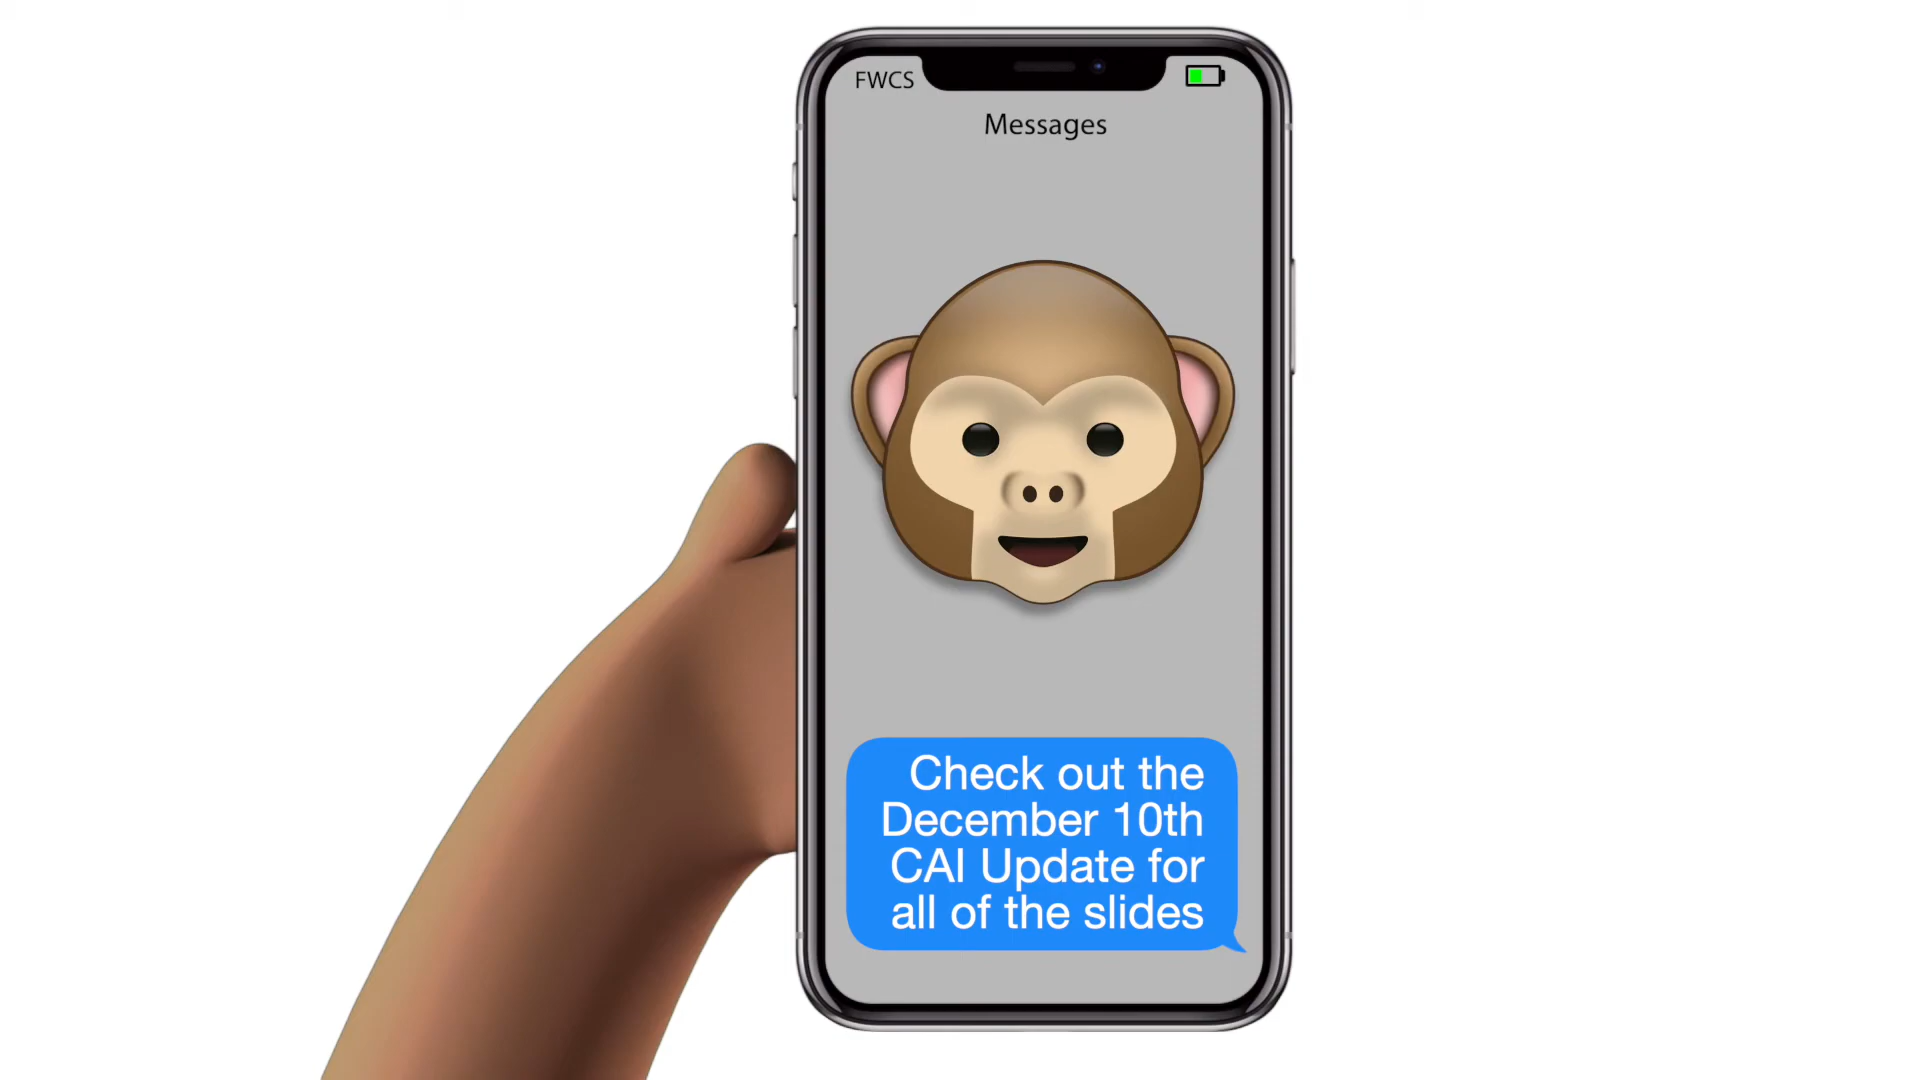 FWCS
Messages
Check out the
December 10th
CAI Update for
all of the slides